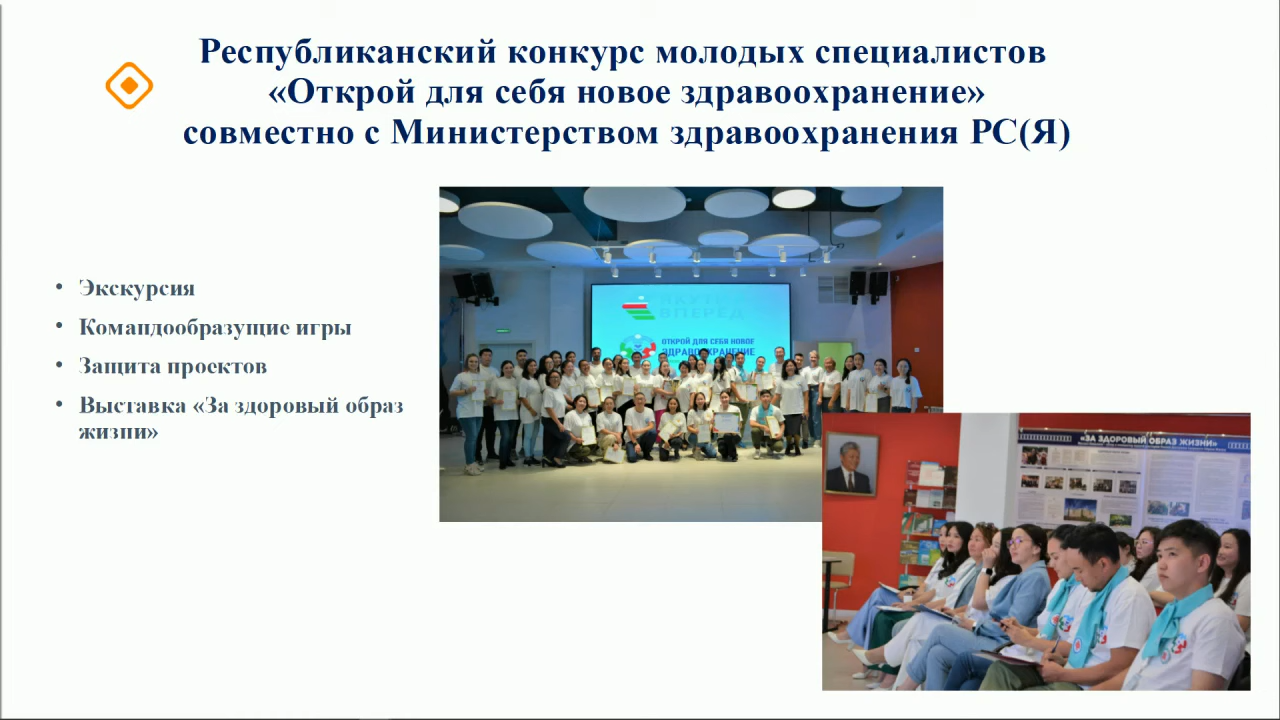 Республиканский конкурс молодых специалистов
«Открой для себя новое здравоохранение»
совместно с Министерством здравоохранения РС(Я)
• Экскурсия
• Командообразущие игры
• Защита проектов
• Выставка «За здоровый образ
жизни»
ВПЕРЕД
ОТКРОЙ ДЛЯ СЕБЯ НОВОЕ
ЗДРАВООХРАНЕНИЕ
«ЗА ЗДОРОВЫЙ ОБРАЗ ЖИЗНИ»